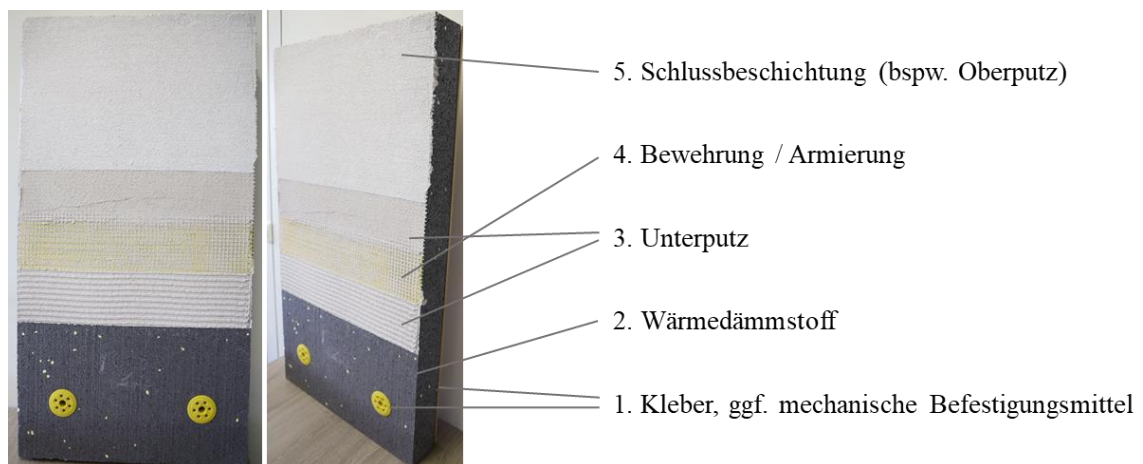 5. Schlussbeschichtung (bspw. Oberputz)
4. Bewehrung / Armierung
3. Unterputz
2. Wärmedämmstoff
1. Kleber, ggf. mechanische Befestigungsmittel